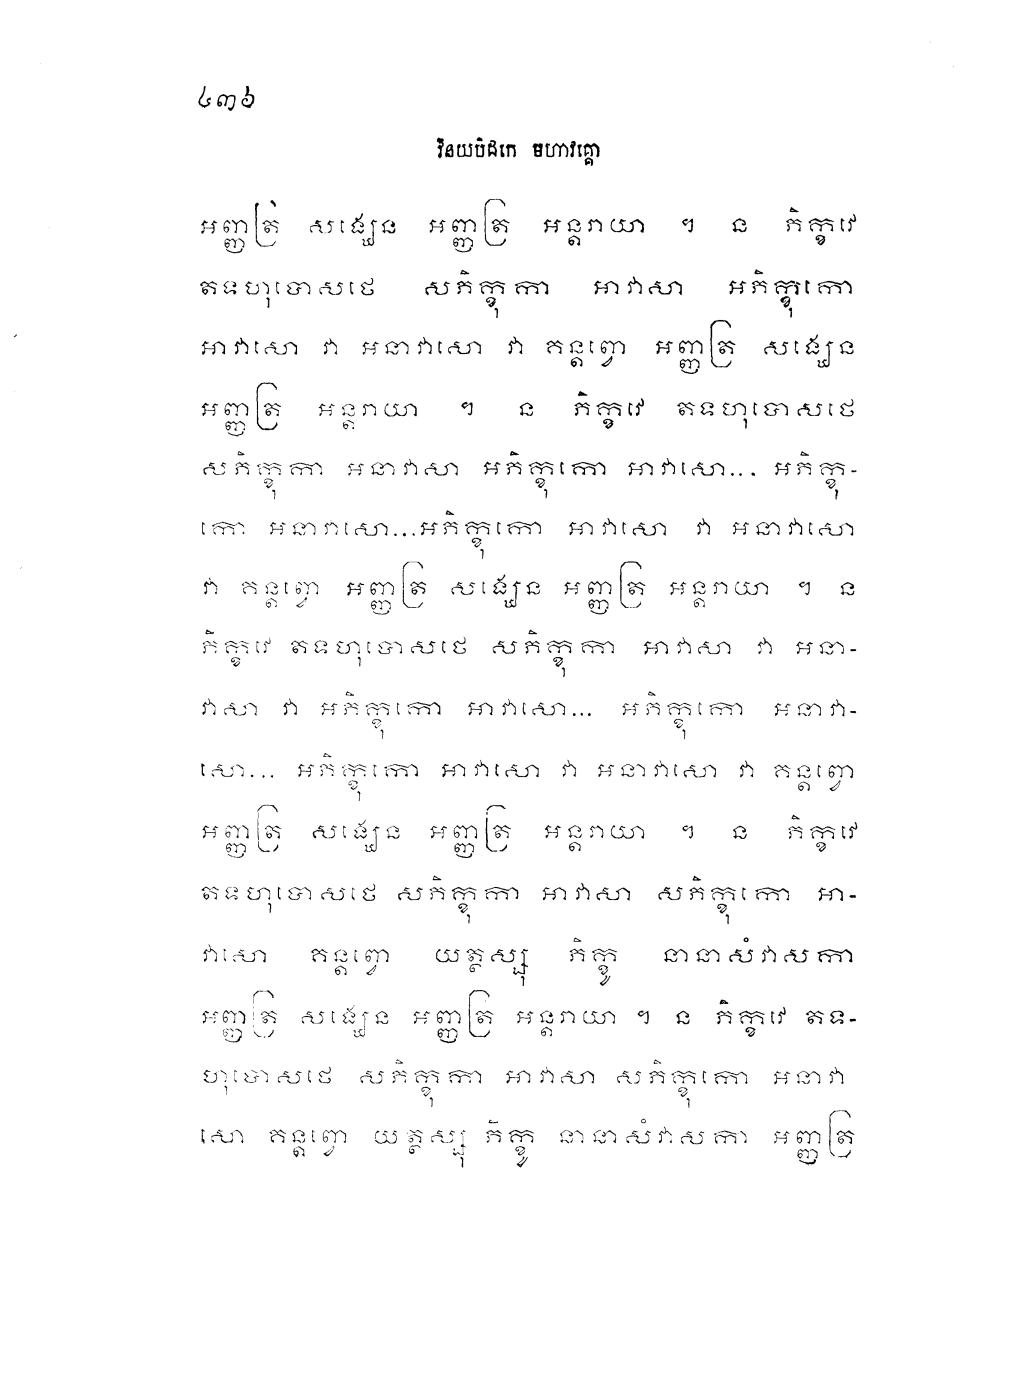 ៤៣៦
វិនយបិដកេ មហាវគ្គោ
អញ្ញត្រ សង្ឃេន អញ្ញត្រ អន្តរាយា ។ ន ភិក្ខវេ
តទហុបោសថេ សភិក្ខុកា អាវាសា អភិក្ខុកោ
អាវាសោ វា អនាវាសោ វា គន្តព្វោ អញ្ញត្រ សង្ឃេន
អញ្ញត្រ អន្តរាយា ។ ន ភិក្ខវេ តទហុបោសថេ
សភិក្ខុកា អនាវាសា អភិក្ខុកោ អាវាសោ... អភិក្ខុ-
កោ អនាវាសោ...អភិក្ខុកោ អាវាសោ វា អនាវាសោ
វា គន្តព្វោ អញ្ញត្រ សង្ឃេន អញ្ញត្រ អន្តរាយា ។ ន
ភិក្ខវេ តទហុបោសថេ សភិក្ខុកា អាវាសា វា អនា-
វាសា វា អភិក្ខុកោ អាវាសោ... អភិក្ខុកោ អនាវា-
សោ... អភិក្ខុកោ អាវាសោ វា អនាវាសោ វា គន្តព្វោ
អញ្ញត្រ សង្ឃេន អញ្ញត្រ អន្តរាយា ។ ន ភិក្ខវេ
តទហុបោសថេ សភិក្ខុកា អាវាសា សភិក្ខុកោ អា-
វាសោ គន្តព្វោ យត្ថស្សុ ភិក្ខូ នានាសំវាសកា
អញ្ញត្រ សង្ឃេន អញ្ញត្រ អន្តរាយា ។ ន ភិក្ខវេ តទ-
ហុបោសថេ សភិក្ខុកា អាវាសា សភិក្ខុកោ អនាវា
សោ គន្តព្វោ យត្ថស្សុ ភិក្ខូ នានាសំវាសកា អញ្ញត្រ